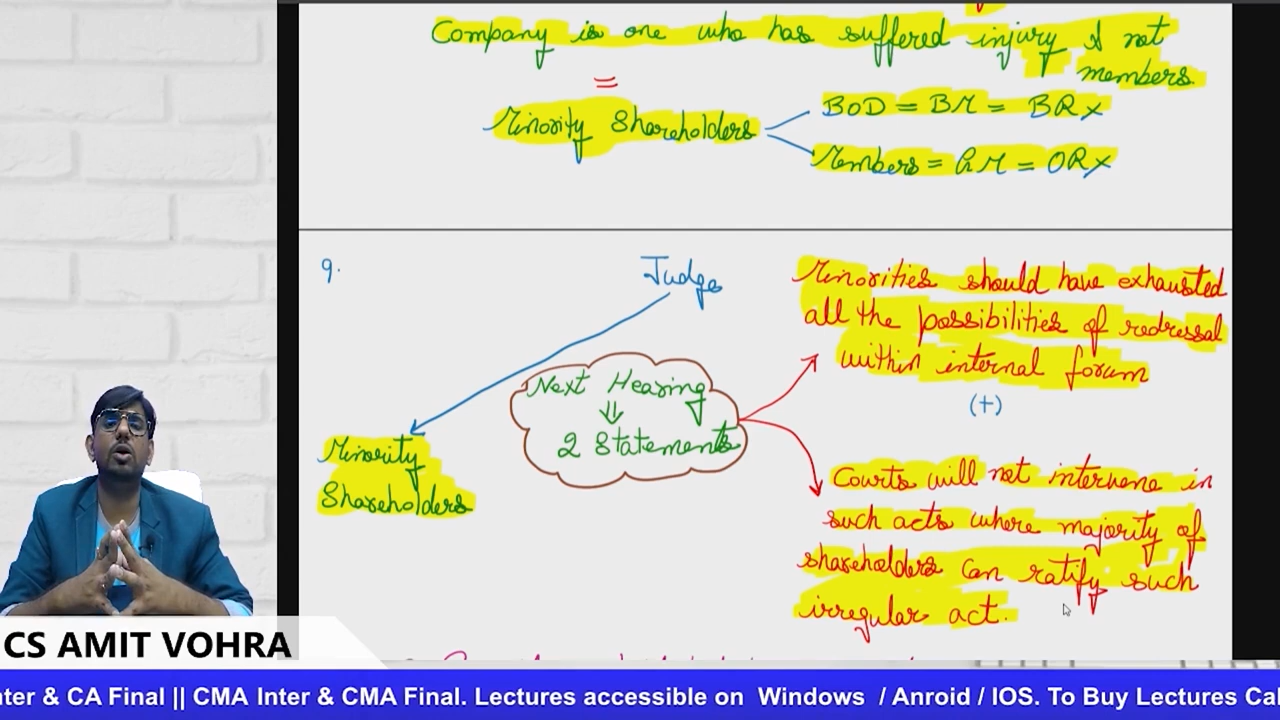 Company is one who has suffered injury & not
members.
=
Minority Shareholders
BOD = BM = BRX
Members = GM = ORX
9.
Judge
Minorities should have exhausted
all the possibilities of redressal
within internal forum
(+)
Next Hearing
⇓
2 Statements
Minority
Shareholders
Courts will not intervene in
such acts where majority of
shareholders can ratify such
irregular act.
CS AMIT VOHRA
nter & CA Final || CMA Inter & CMA Final. Lectures accessible on Windows / Anroid / IOS. To Buy Lectures Cal